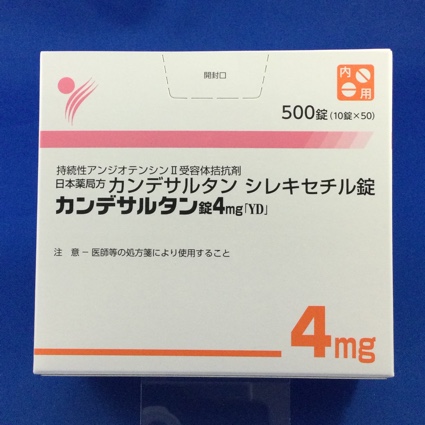 開封口
内
用
500錠(10錠×50)
持続性アンジオテンシンⅡ受容体拮抗剤
日本薬局方 カンデサルタン シレキセチル錠
カンデサルタン錠4mg「YD」
注 意 － 医師等の処方箋により使用すること
4mg